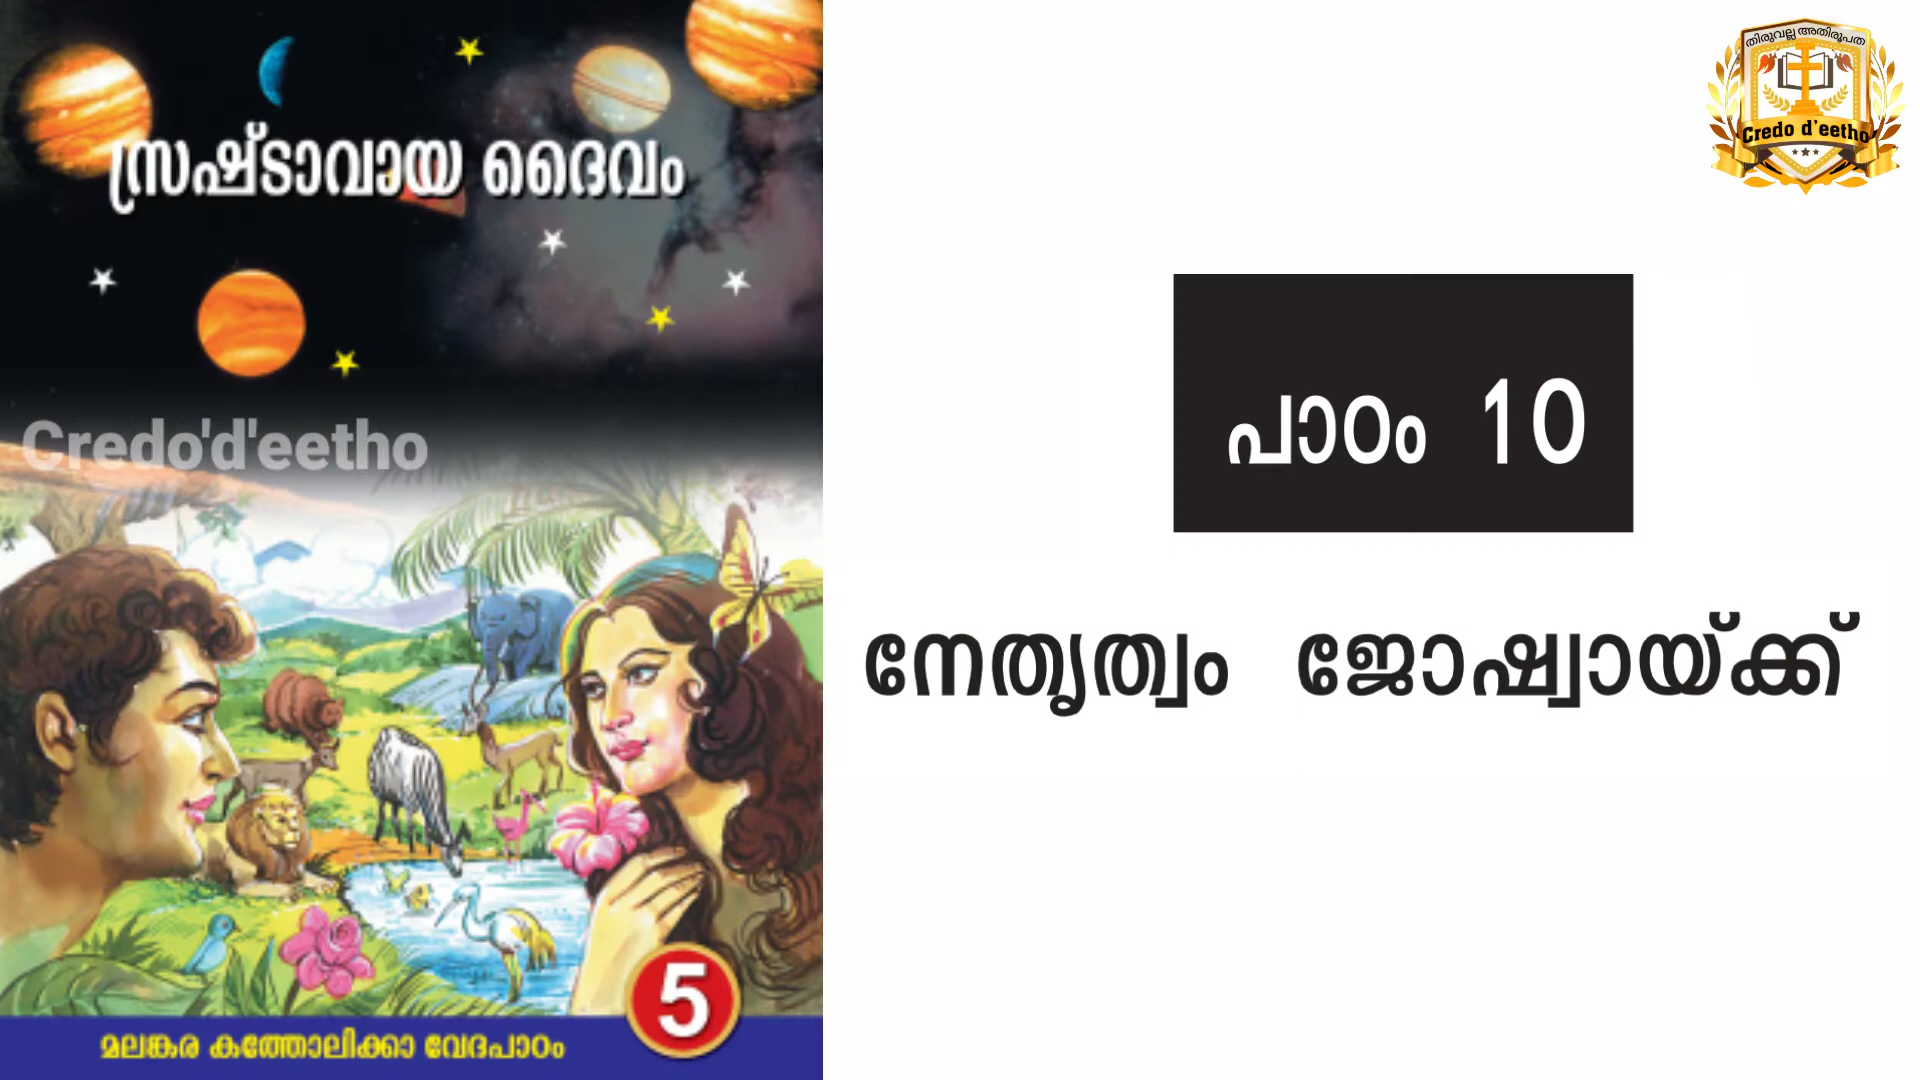 സ്രഷ്ടാവായ ദൈവം
Credo'd'eetho
5
മലങ്കര കത്തോലിക്കാ വേദപാഠം
തിരുവല്ല അതിരൂപത
Credo d'eetho
പാഠം 10
നേതൃത്വം ജോഷ്വായ്ക്ക്